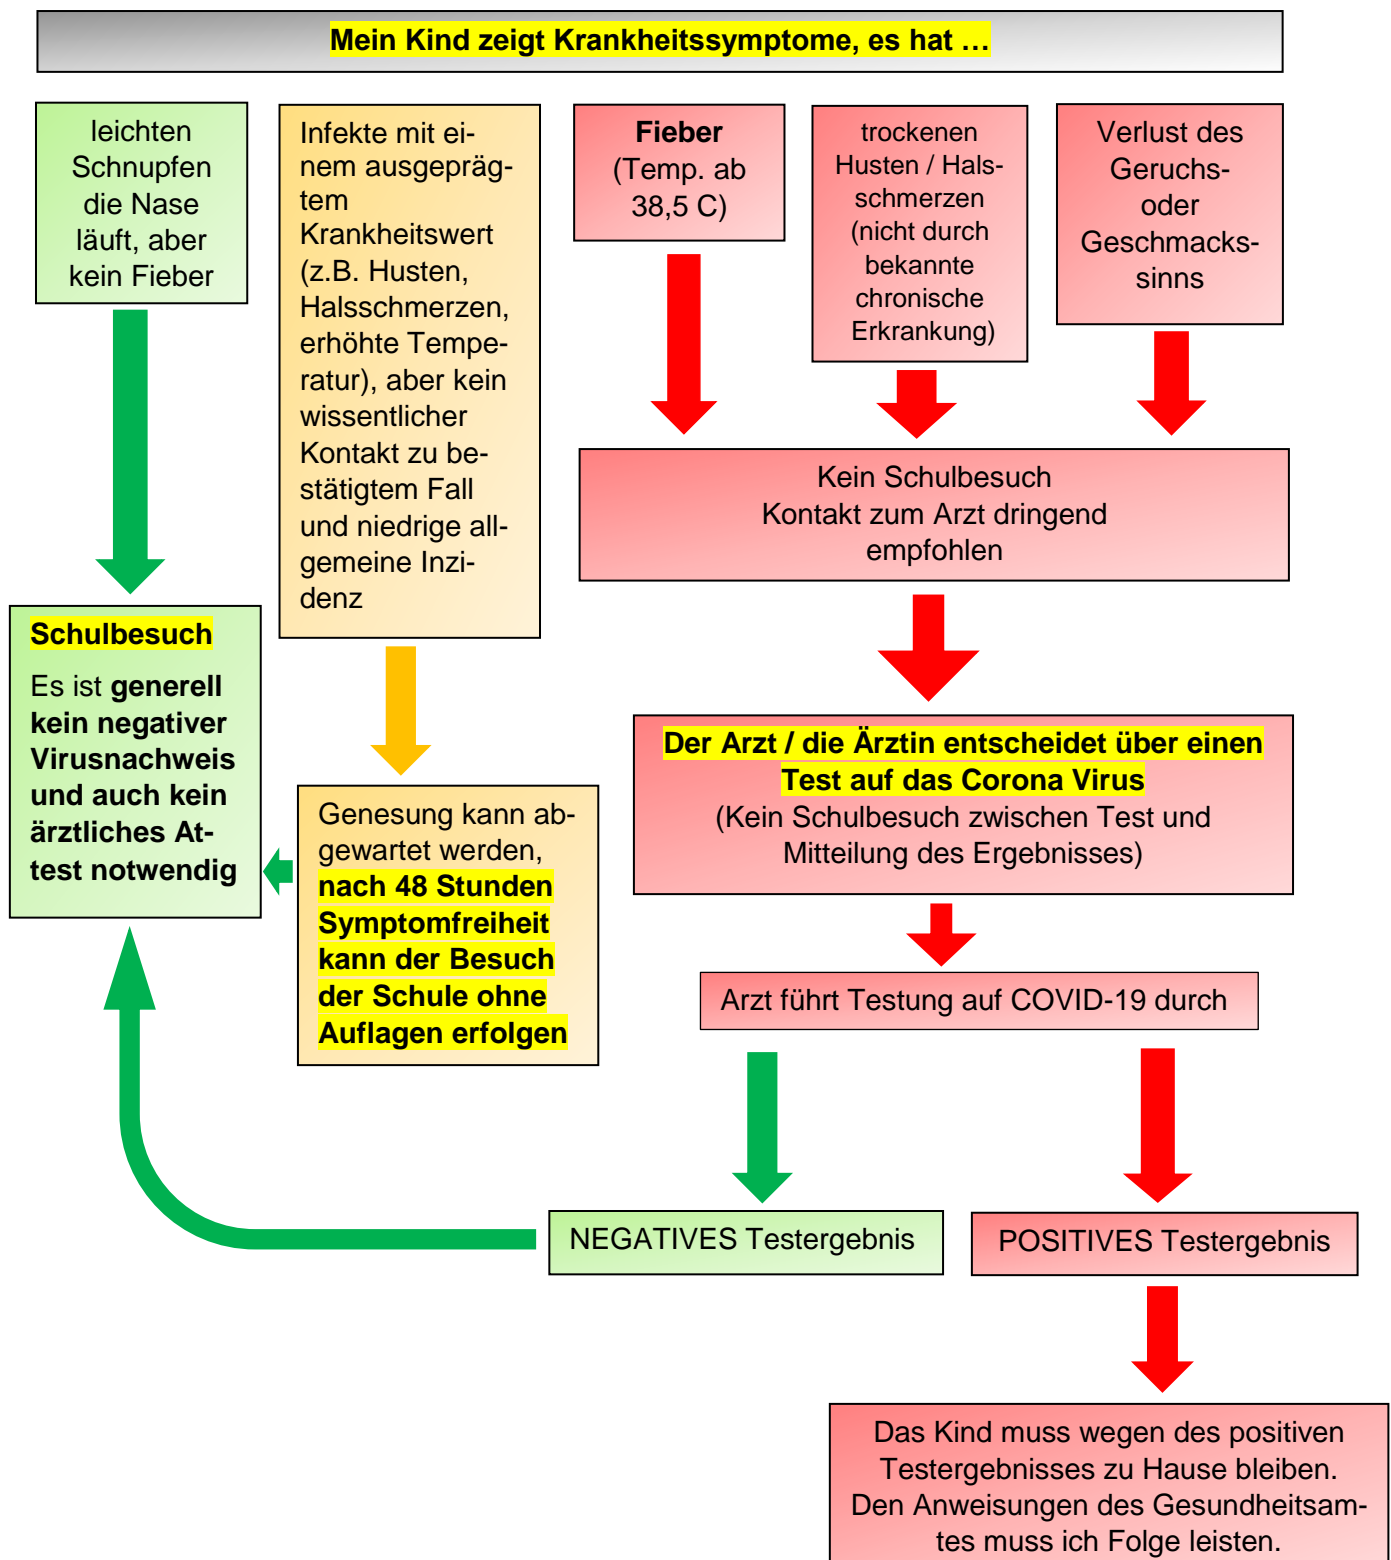 Mein Kind zeigt Krankheitssymptome, es hat …
leichten
Schnupfen
die Nase
läuft, aber
kein Fieber
Infekte mit ei-
nem ausgepräg-
tem
Krankheitswert
(z.B. Husten,
Halsschmerzen,
erhöhte Tempe-
ratur), aber kein
wissentlicher
Kontakt zu be-
stätigtem Fall
und niedrige all-
gemeine Inzi-
denz
Fieber
(Temp. ab
38,5 C)
trockenen
Husten / Hals-
schmerzen
(nicht durch
bekannte
chronische
Erkrankung)
Verlust des
Geruchs-
oder
Geschmacks-
sinns
Kein Schulbesuch
Kontakt zum Arzt dringend
empfohlen
Schulbesuch
Es ist generell
kein negativer
Virusnachweis
und auch kein
ärztliches At-
test notwendig
Genesung kann ab-
gewartet werden,
nach 48 Stunden
Symptomfreiheit
kann der Besuch
der Schule ohne
Auflagen erfolgen
Der Arzt / die Ärztin entscheidet über einen
Test auf das Corona Virus
(Kein Schulbesuch zwischen Test und
Mitteilung des Ergebnisses)
Arzt führt Testung auf COVID-19 durch
NEGATIVES Testergebnis
POSITIVES Testergebnis
Das Kind muss wegen des positiven
Testergebnisses zu Hause bleiben.
Den Anweisungen des Gesundheitsam-
tes muss ich Folge leisten.